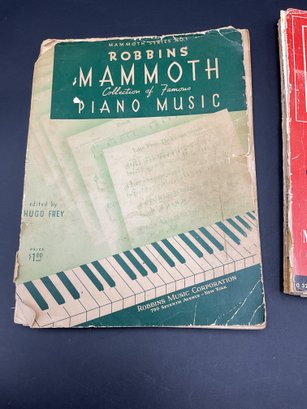 MAMMOTH SERIES NO. 1
ROBBINS
MAMMOTH
Collection of Famous
PIANO MUSIC
edited by
HUGO FREY
PRICE
$1.00
ROBBINS MUSIC CORPORATION
799 SEVENTH AVENUE · NEW YORK